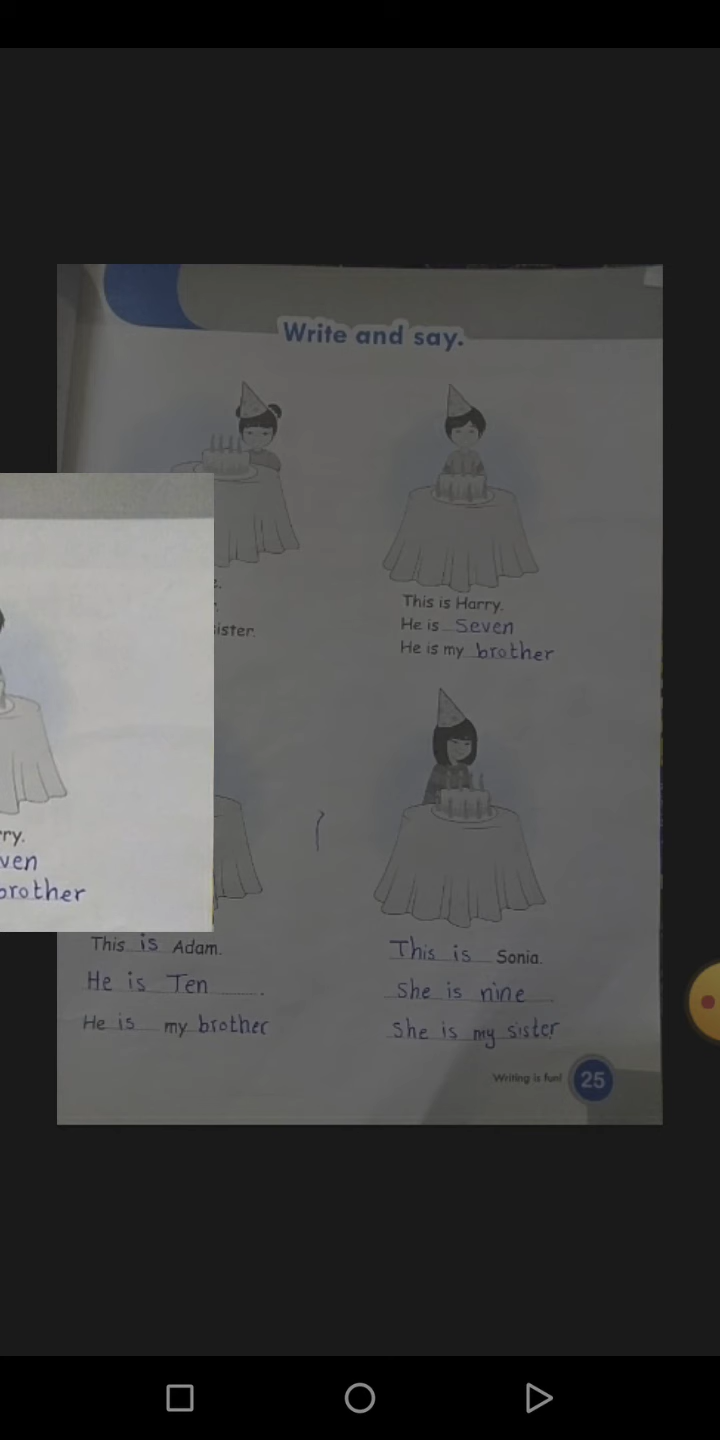 Write and say.
ister.
This is Harry.
He is Seven
He is my brother
rry.
ven
brother
This is Adam.
He is Ten
He is my brother
This is Sonia.
She is nine
She is my sister
Writing is fun! 25